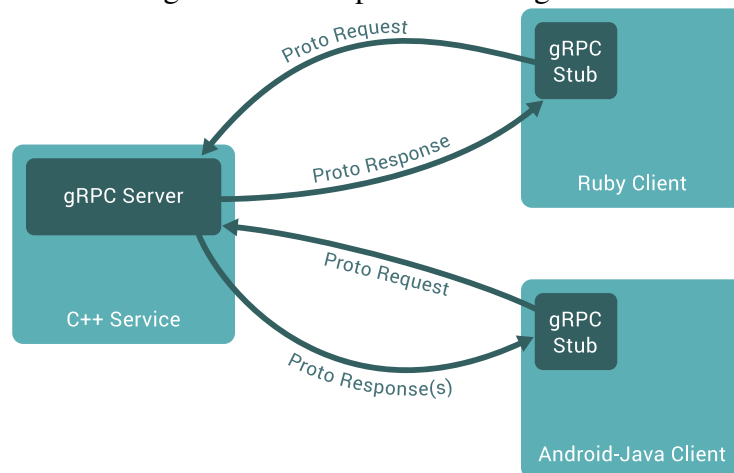 Proto Request
gRPC
Stub
Ruby Client
Proto Response
gRPC Server
C++ Service
Proto Request
gRPC
Stub
Proto Response(s)
Android-Java Client